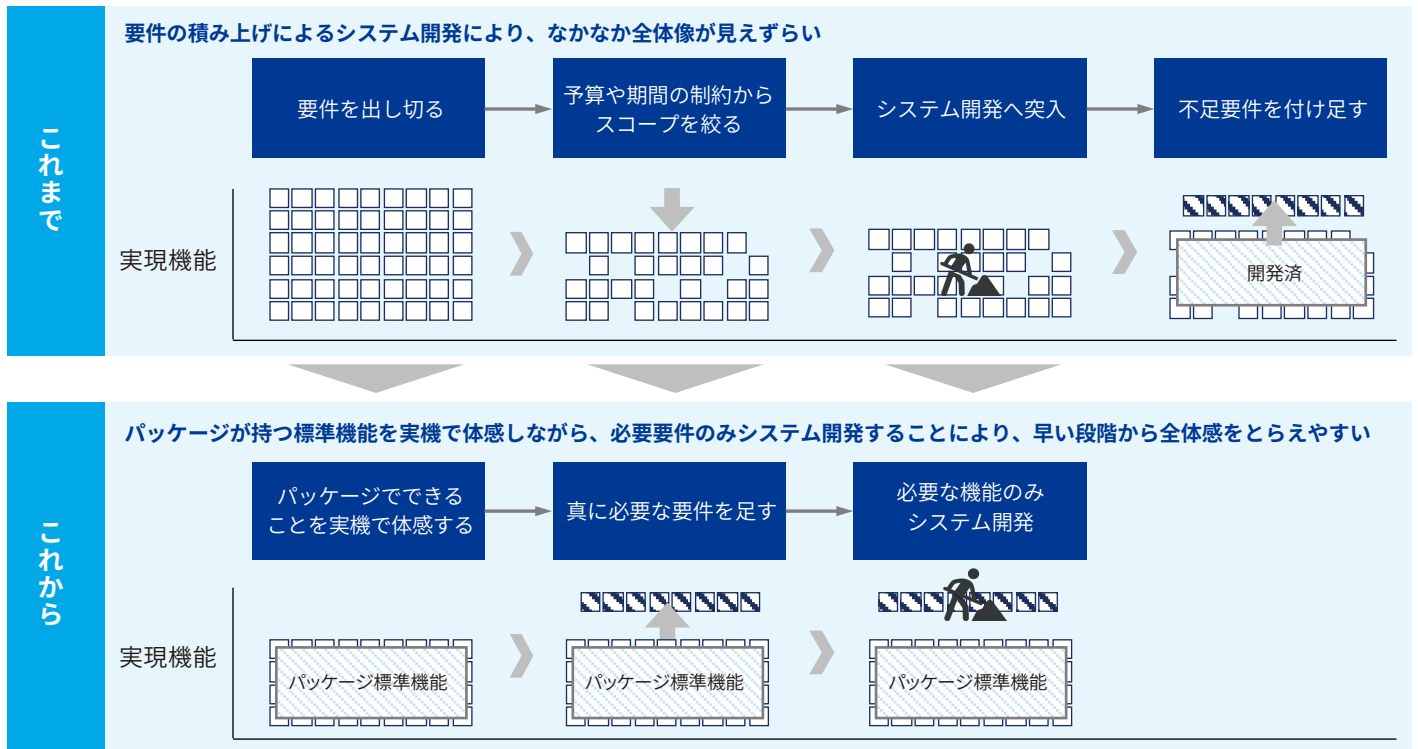 これまで
要件の積み上げによるシステム開発により、なかなか全体像が見えずらい
要件を出し切る
予算や期間の制約から
スコープを絞る
システム開発へ突入
不足要件を付け足す
実現機能
開発済
これから
パッケージが持つ標準機能を実機で体感しながら、必要要件のみシステム開発することにより、早い段階から全体感をとらえやすい
パッケージでできる
ことを実機で体感する
真に必要な要件を足す
必要な機能のみ
システム開発
実現機能
パッケージ標準機能
パッケージ標準機能
パッケージ標準機能